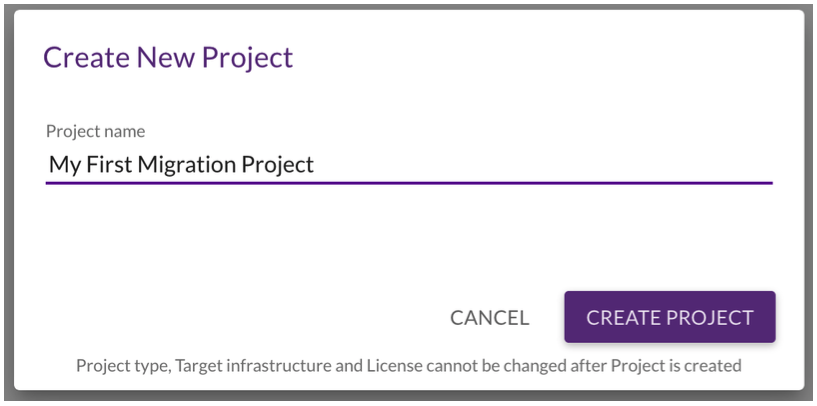 Create New Project
Project name
My First Migration Project
CANCEL
CREATE PROJECT
Project type, Target infrastructure and License cannot be changed after Project is created